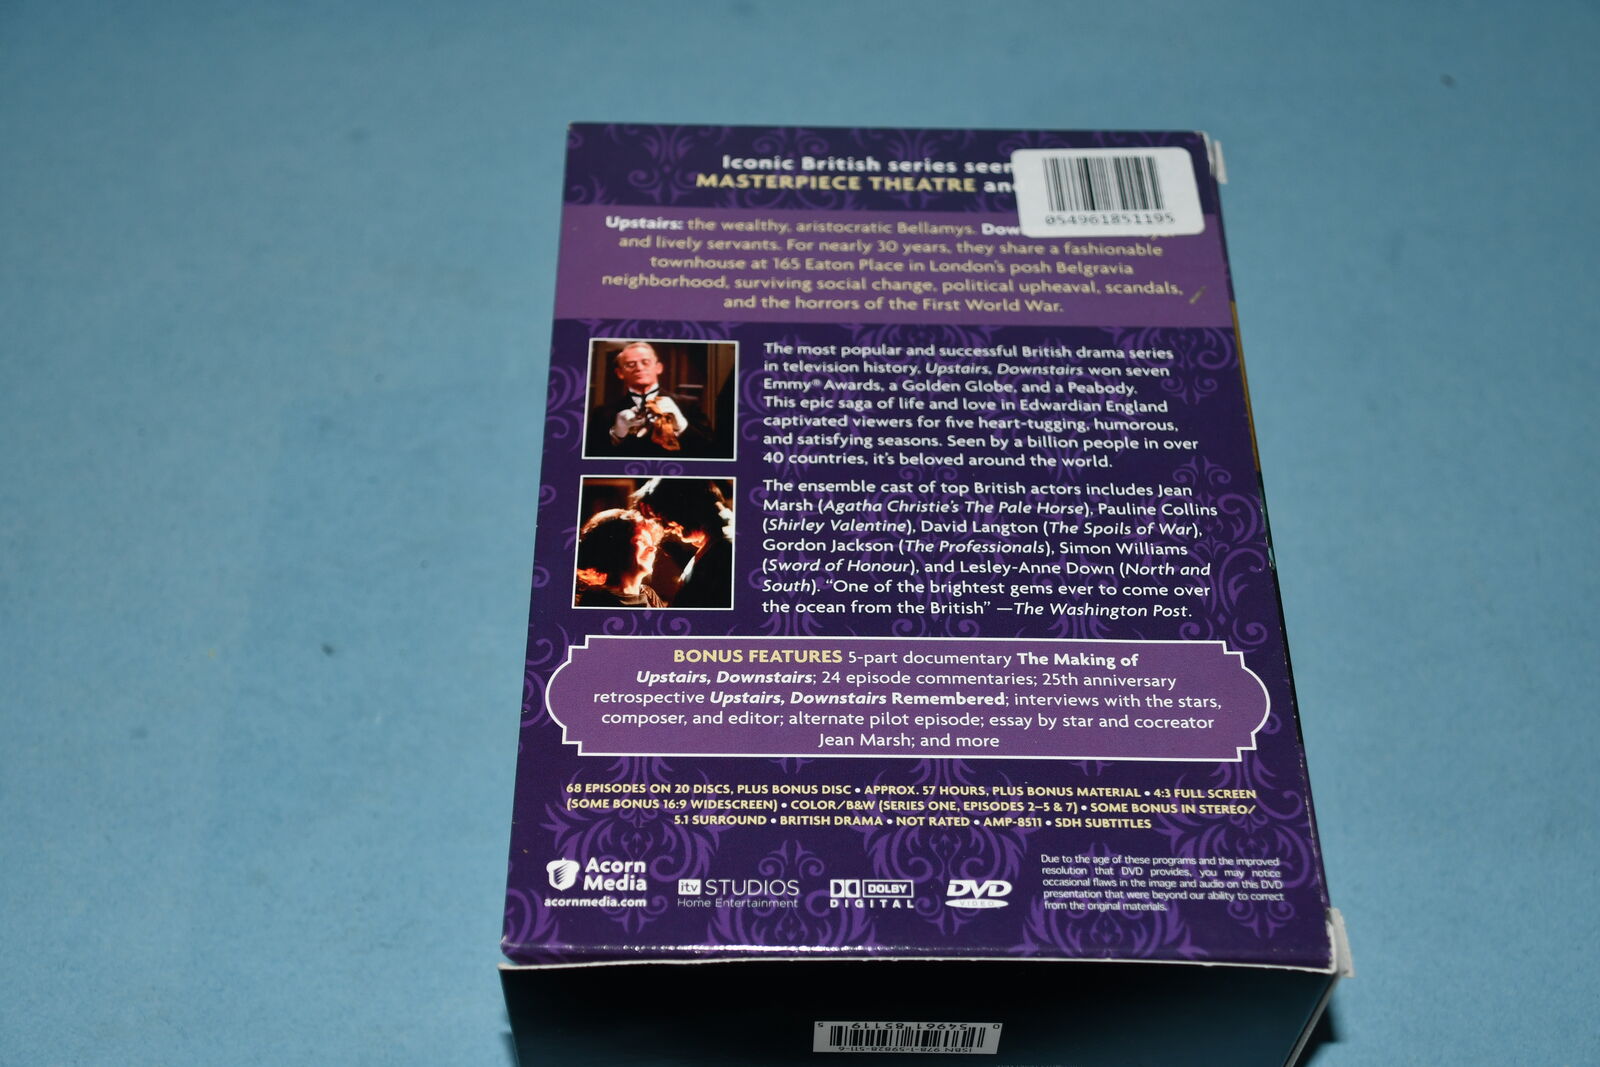 Iconic British series seen
MASTERPIECE THEATRE and
054961851195
Upstairs: the wealthy, aristocratic Bellamys. Dow
and lively servants. For nearly 30 years, they share a fashionable
townhouse at 165 Eaton Place in London's posh Belgravia
neighborhood, surviving social change, political upheaval, scandals,
and the horrors of the First World War.
The most popular and successful British drama series
in television history, Upstairs, Downstairs won seven
Emmy® Awards, a Golden Globe, and a Peabody.
This epic saga of life and love in Edwardian England
captivated viewers for five heart-tugging, humorous,
and satisfying seasons. Seen by a billion people in over
40 countries, it's beloved around the world.
The ensemble cast of top British actors includes Jean
Marsh (Agatha Christie's The Pale Horse), Pauline Collins
(Shirley Valentine), David Langton (The Spoils of War),
Gordon Jackson (The Professionals), Simon Williams
(Sword of Honour), and Lesley-Anne Down (North and
South). "One of the brightest gems ever to come over
the ocean from the British" —The Washington Post.
BONUS FEATURES 5-part documentary The Making of
Upstairs, Downstairs; 24 episode commentaries; 25th anniversary
retrospective Upstairs, Downstairs Remembered; interviews with the stars,
composer, and editor; alternate pilot episode; essay by star and cocreator
Jean Marsh; and more
68 EPISODES ON 20 DISCS, PLUS BONUS DISC • APPROX. 57 HOURS, PLUS BONUS MATERIAL • 4:3 FULL SCREEN
(SOME BONUS 16:9 WIDESCREEN) • COLOR/B&W (SERIES ONE, EPISODES 2–5 & 7) • SOME BONUS IN STEREO/
5.1 SURROUND • BRITISH DRAMA • NOT RATED • AMP-8511 • SDH SUBTITLES
Acorn
Media
acornmedia.com
itv STUDIOS
Home Entertainment
DOLBY
DIGITAL
DVD
VIDEO
Due to the age of these programs and the improved
resolution that DVD provides, you may notice
occasional flaws in the image and audio on this DVD
presentation that were beyond our ability to correct
from the original materials.
ISBN 978-1-59828-511-6
0 54961 85119 5